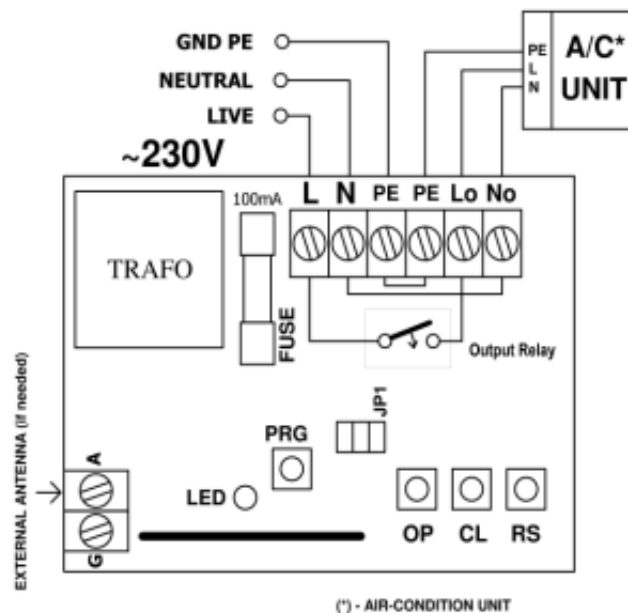 GND PE
NEUTRAL
LIVE
~230V
PE
L
N
A/C*
UNIT
L N PE PE Lo No
100mA
TRAFO
FUSE
Output Relay
JP1
PRG
LED
OP CL RS
EXTERNAL ANTENNA (if needed)
A
G
(*) - AIR-CONDITION UNIT